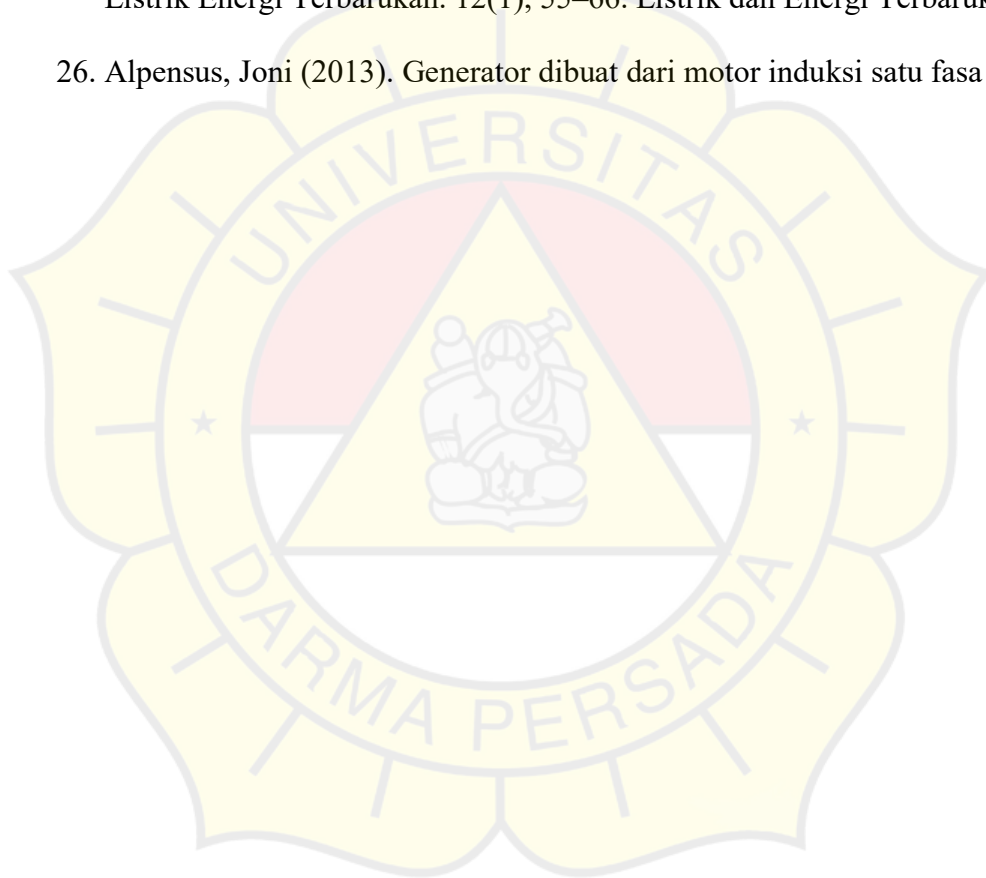 Listrik Energi Terbarukan. 12(1), 55–66. Listrik dan Energi Terbaruk
26. Alpensus, Joni (2013). Generator dibuat dari motor induksi satu fasa
UNIVERSITAS
DARMA PERSADA